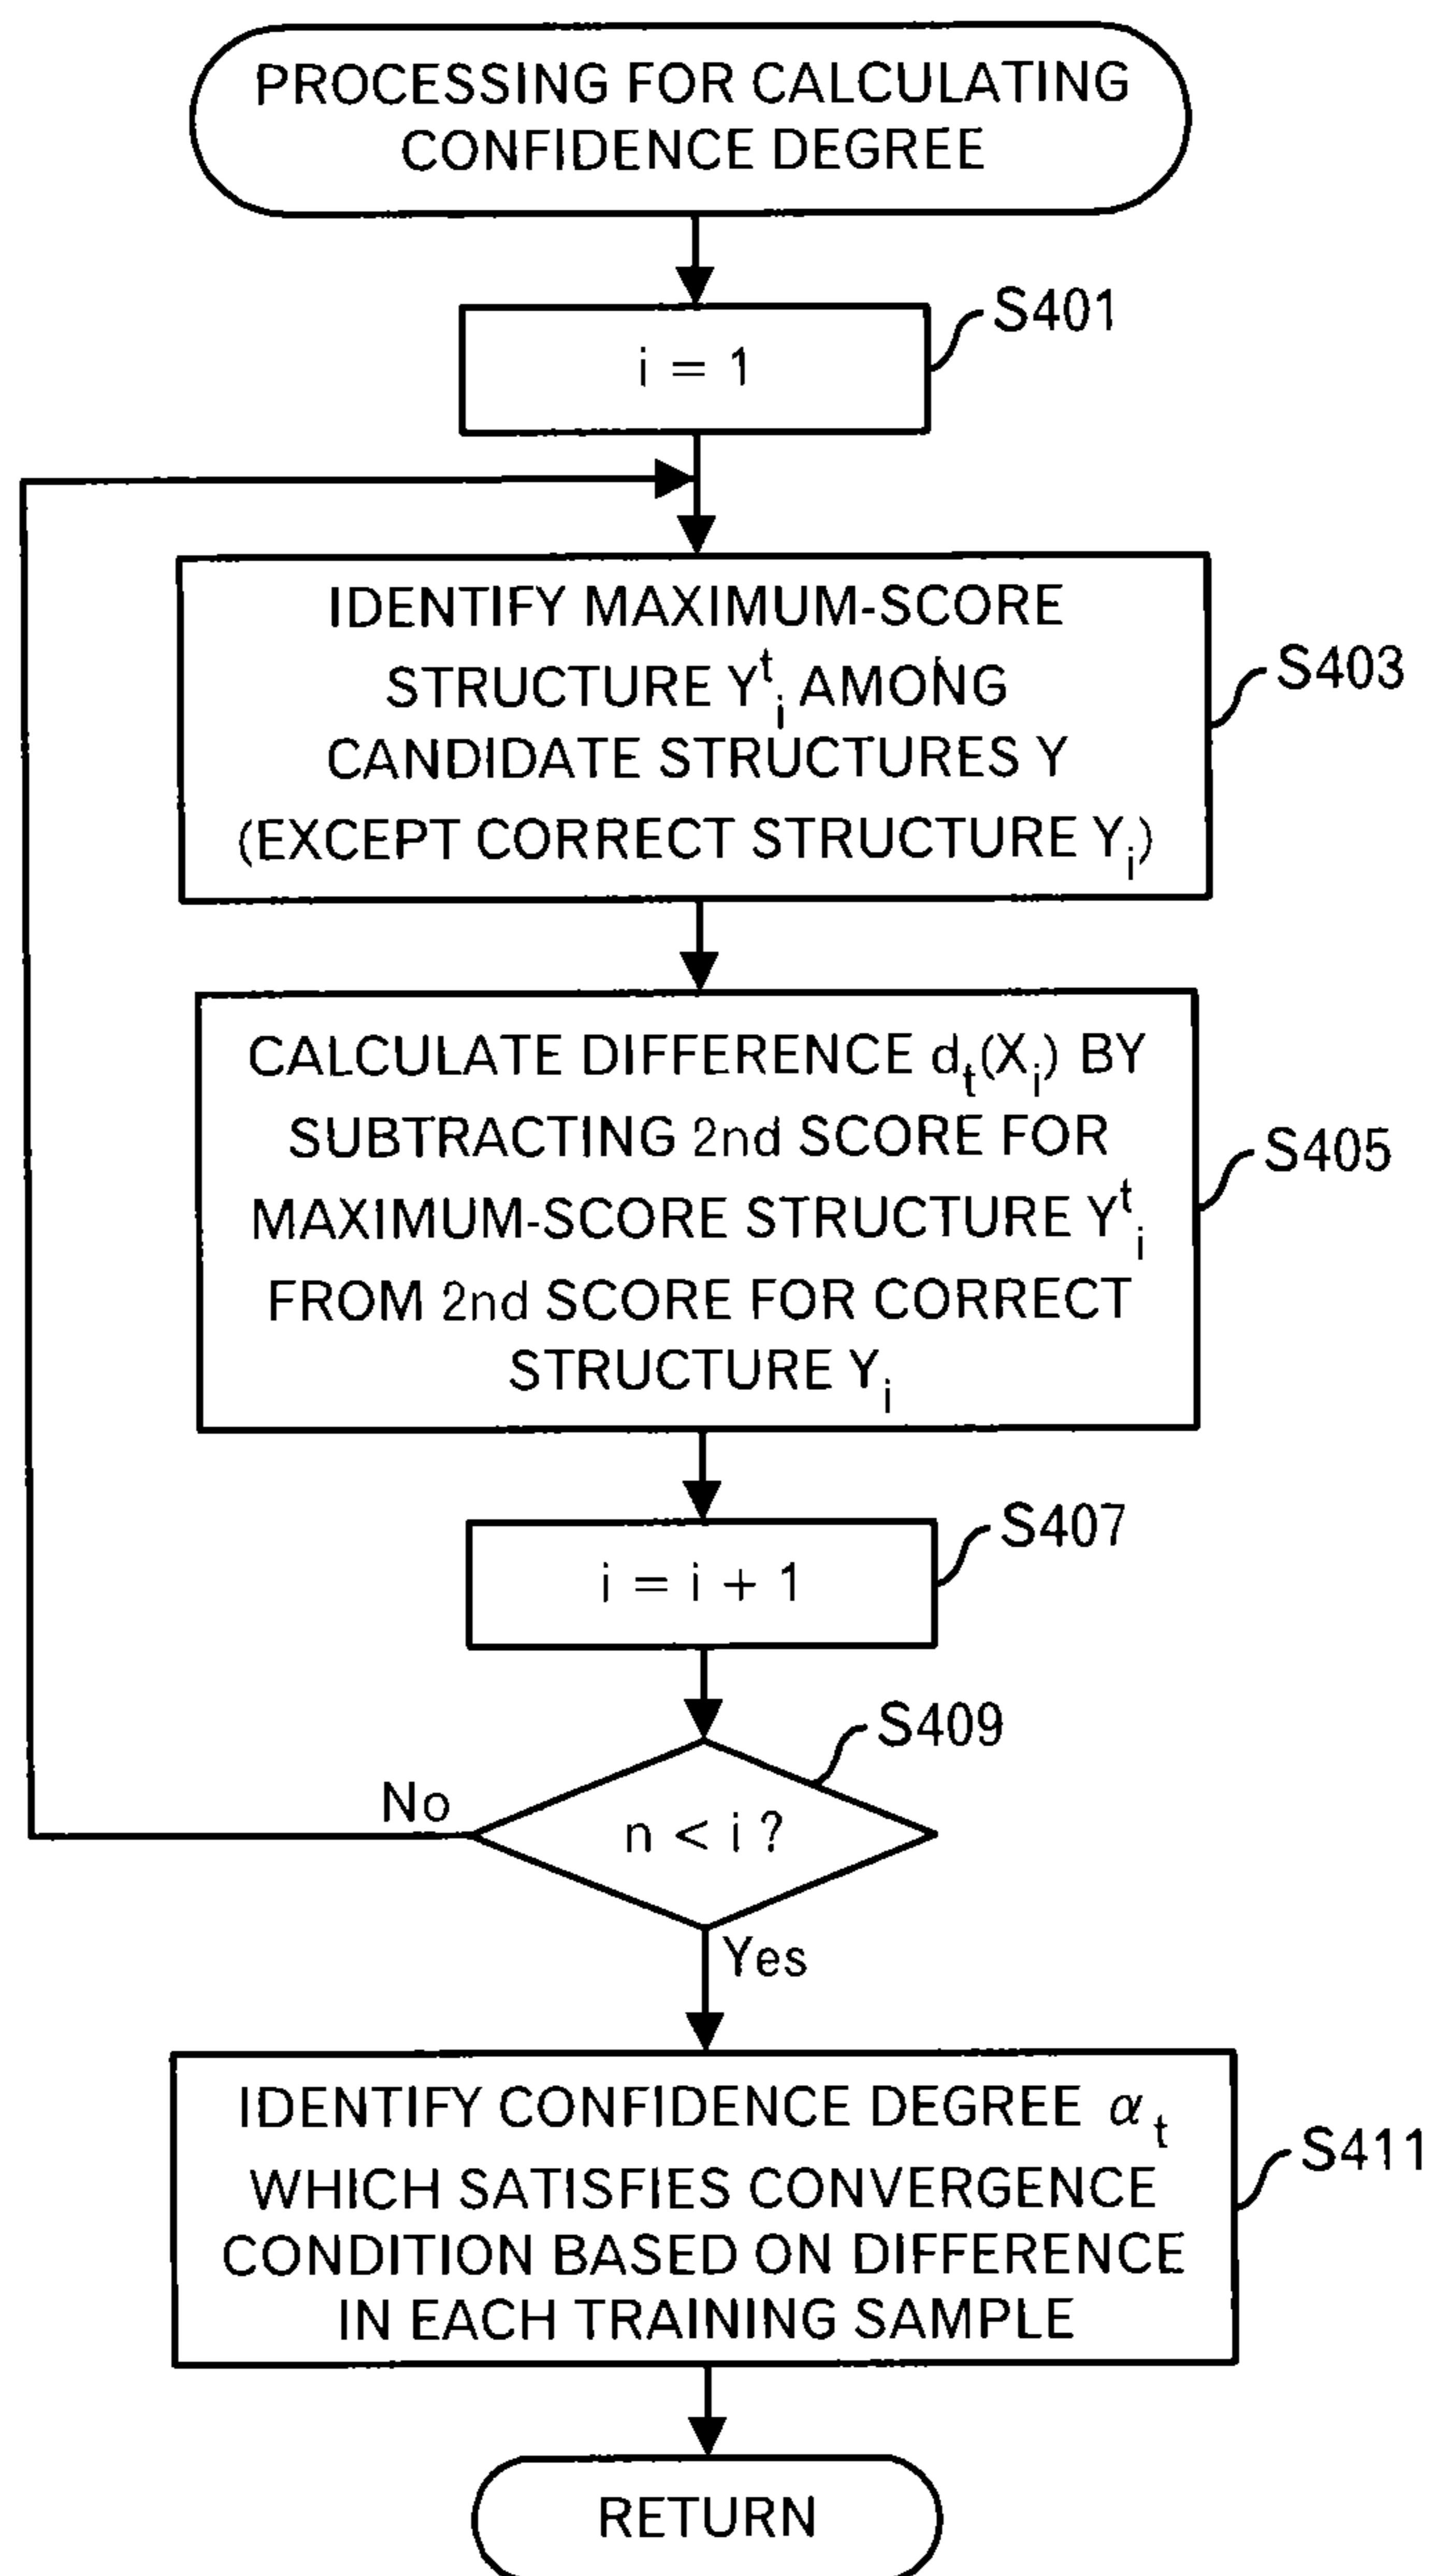 PROCESSING FOR CALCULATING
CONFIDENCE DEGREE
S401
i = 1
IDENTIFY MAXIMUM-SCORE
STRUCTURE Y^t_i AMONG
CANDIDATE STRUCTURES Y
(EXCEPT CORRECT STRUCTURE Y_i)
S403
CALCULATE DIFFERENCE d_t(X_i) BY
SUBTRACTING 2nd SCORE FOR
MAXIMUM-SCORE STRUCTURE Y^t_i
FROM 2nd SCORE FOR CORRECT
STRUCTURE Y_i
S405
S407
i = i + 1
S409
n < i ?
No
Yes
IDENTIFY CONFIDENCE DEGREE α_t
WHICH SATISFIES CONVERGENCE
CONDITION BASED ON DIFFERENCE
IN EACH TRAINING SAMPLE
S411
RETURN